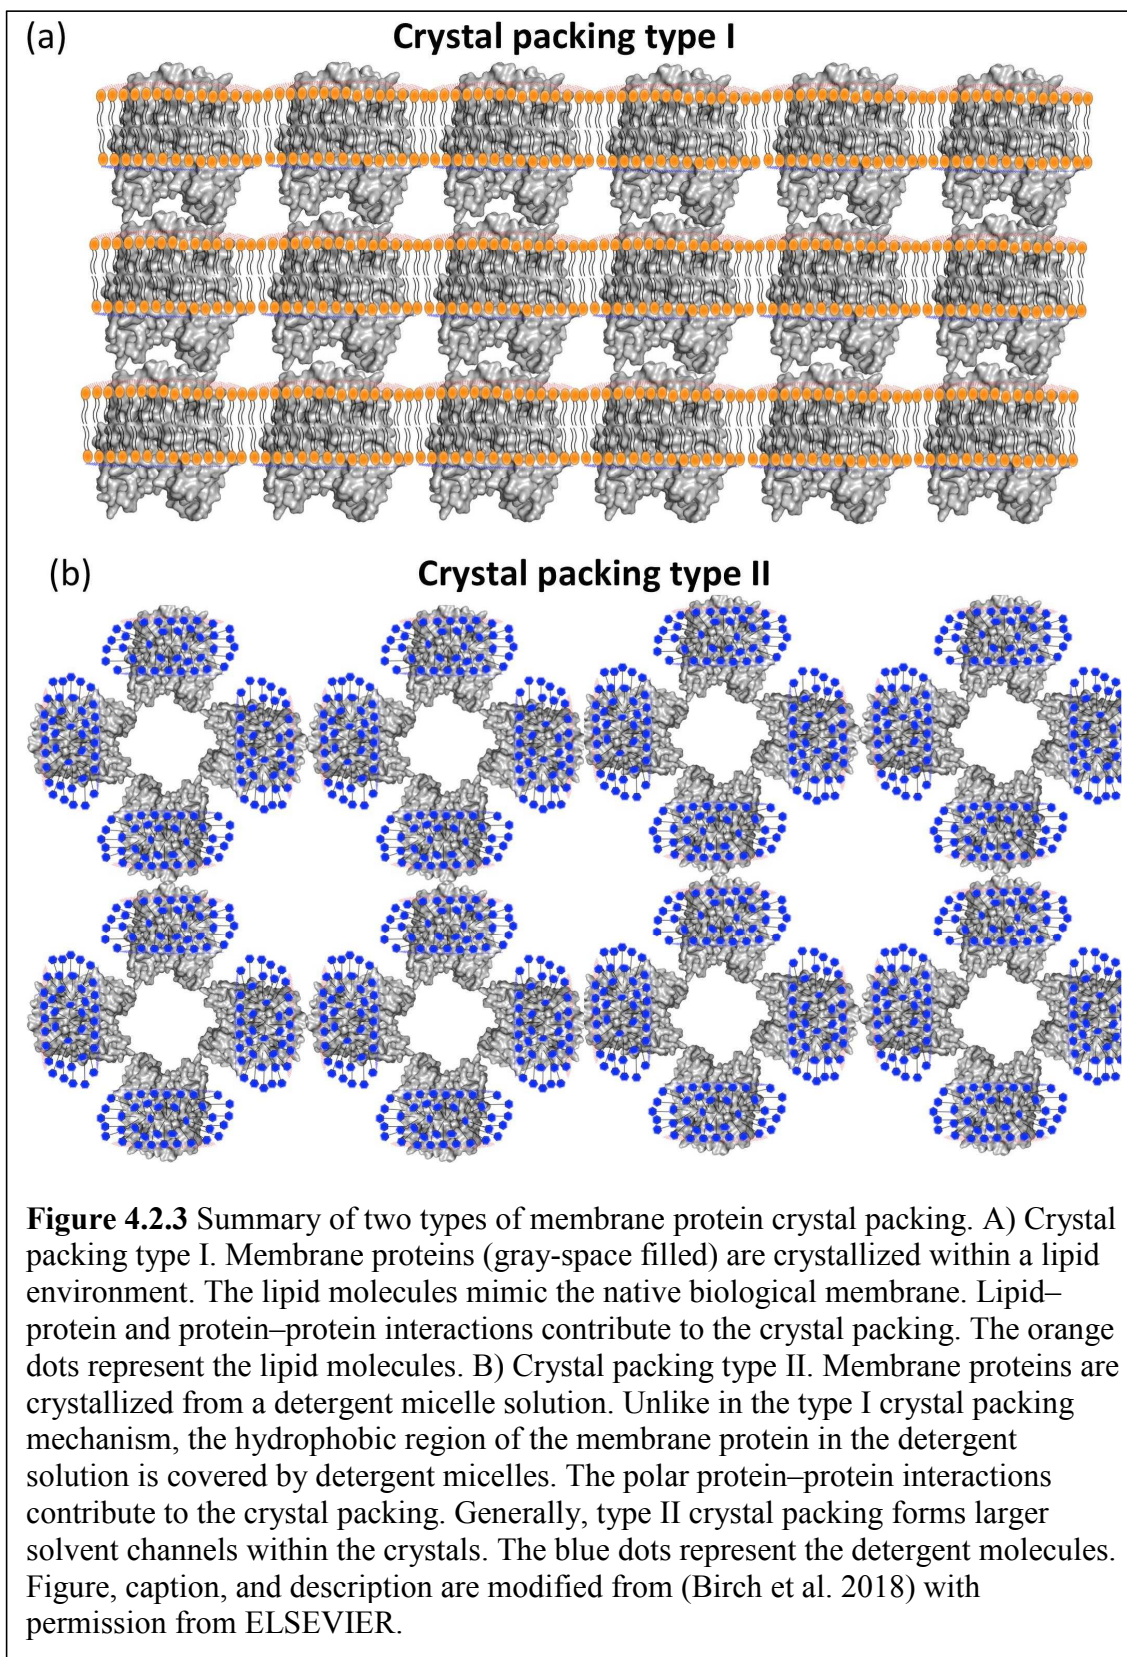 (a)
Crystal packing type I
(b)
Crystal packing type II
Figure 4.2.3 Summary of two types of membrane protein crystal packing. A) Crystal
packing type I. Membrane proteins (gray-space filled) are crystallized within a lipid
environment. The lipid molecules mimic the native biological membrane. Lipid–
protein and protein–protein interactions contribute to the crystal packing. The orange
dots represent the lipid molecules. B) Crystal packing type II. Membrane proteins are
crystallized from a detergent micelle solution. Unlike in the type I crystal packing
mechanism, the hydrophobic region of the membrane protein in the detergent
solution is covered by detergent micelles. The polar protein–protein interactions
contribute to the crystal packing. Generally, type II crystal packing forms larger
solvent channels within the crystals. The blue dots represent the detergent molecules.
Figure, caption, and description are modified from (Birch et al. 2018) with
permission from ELSEVIER.